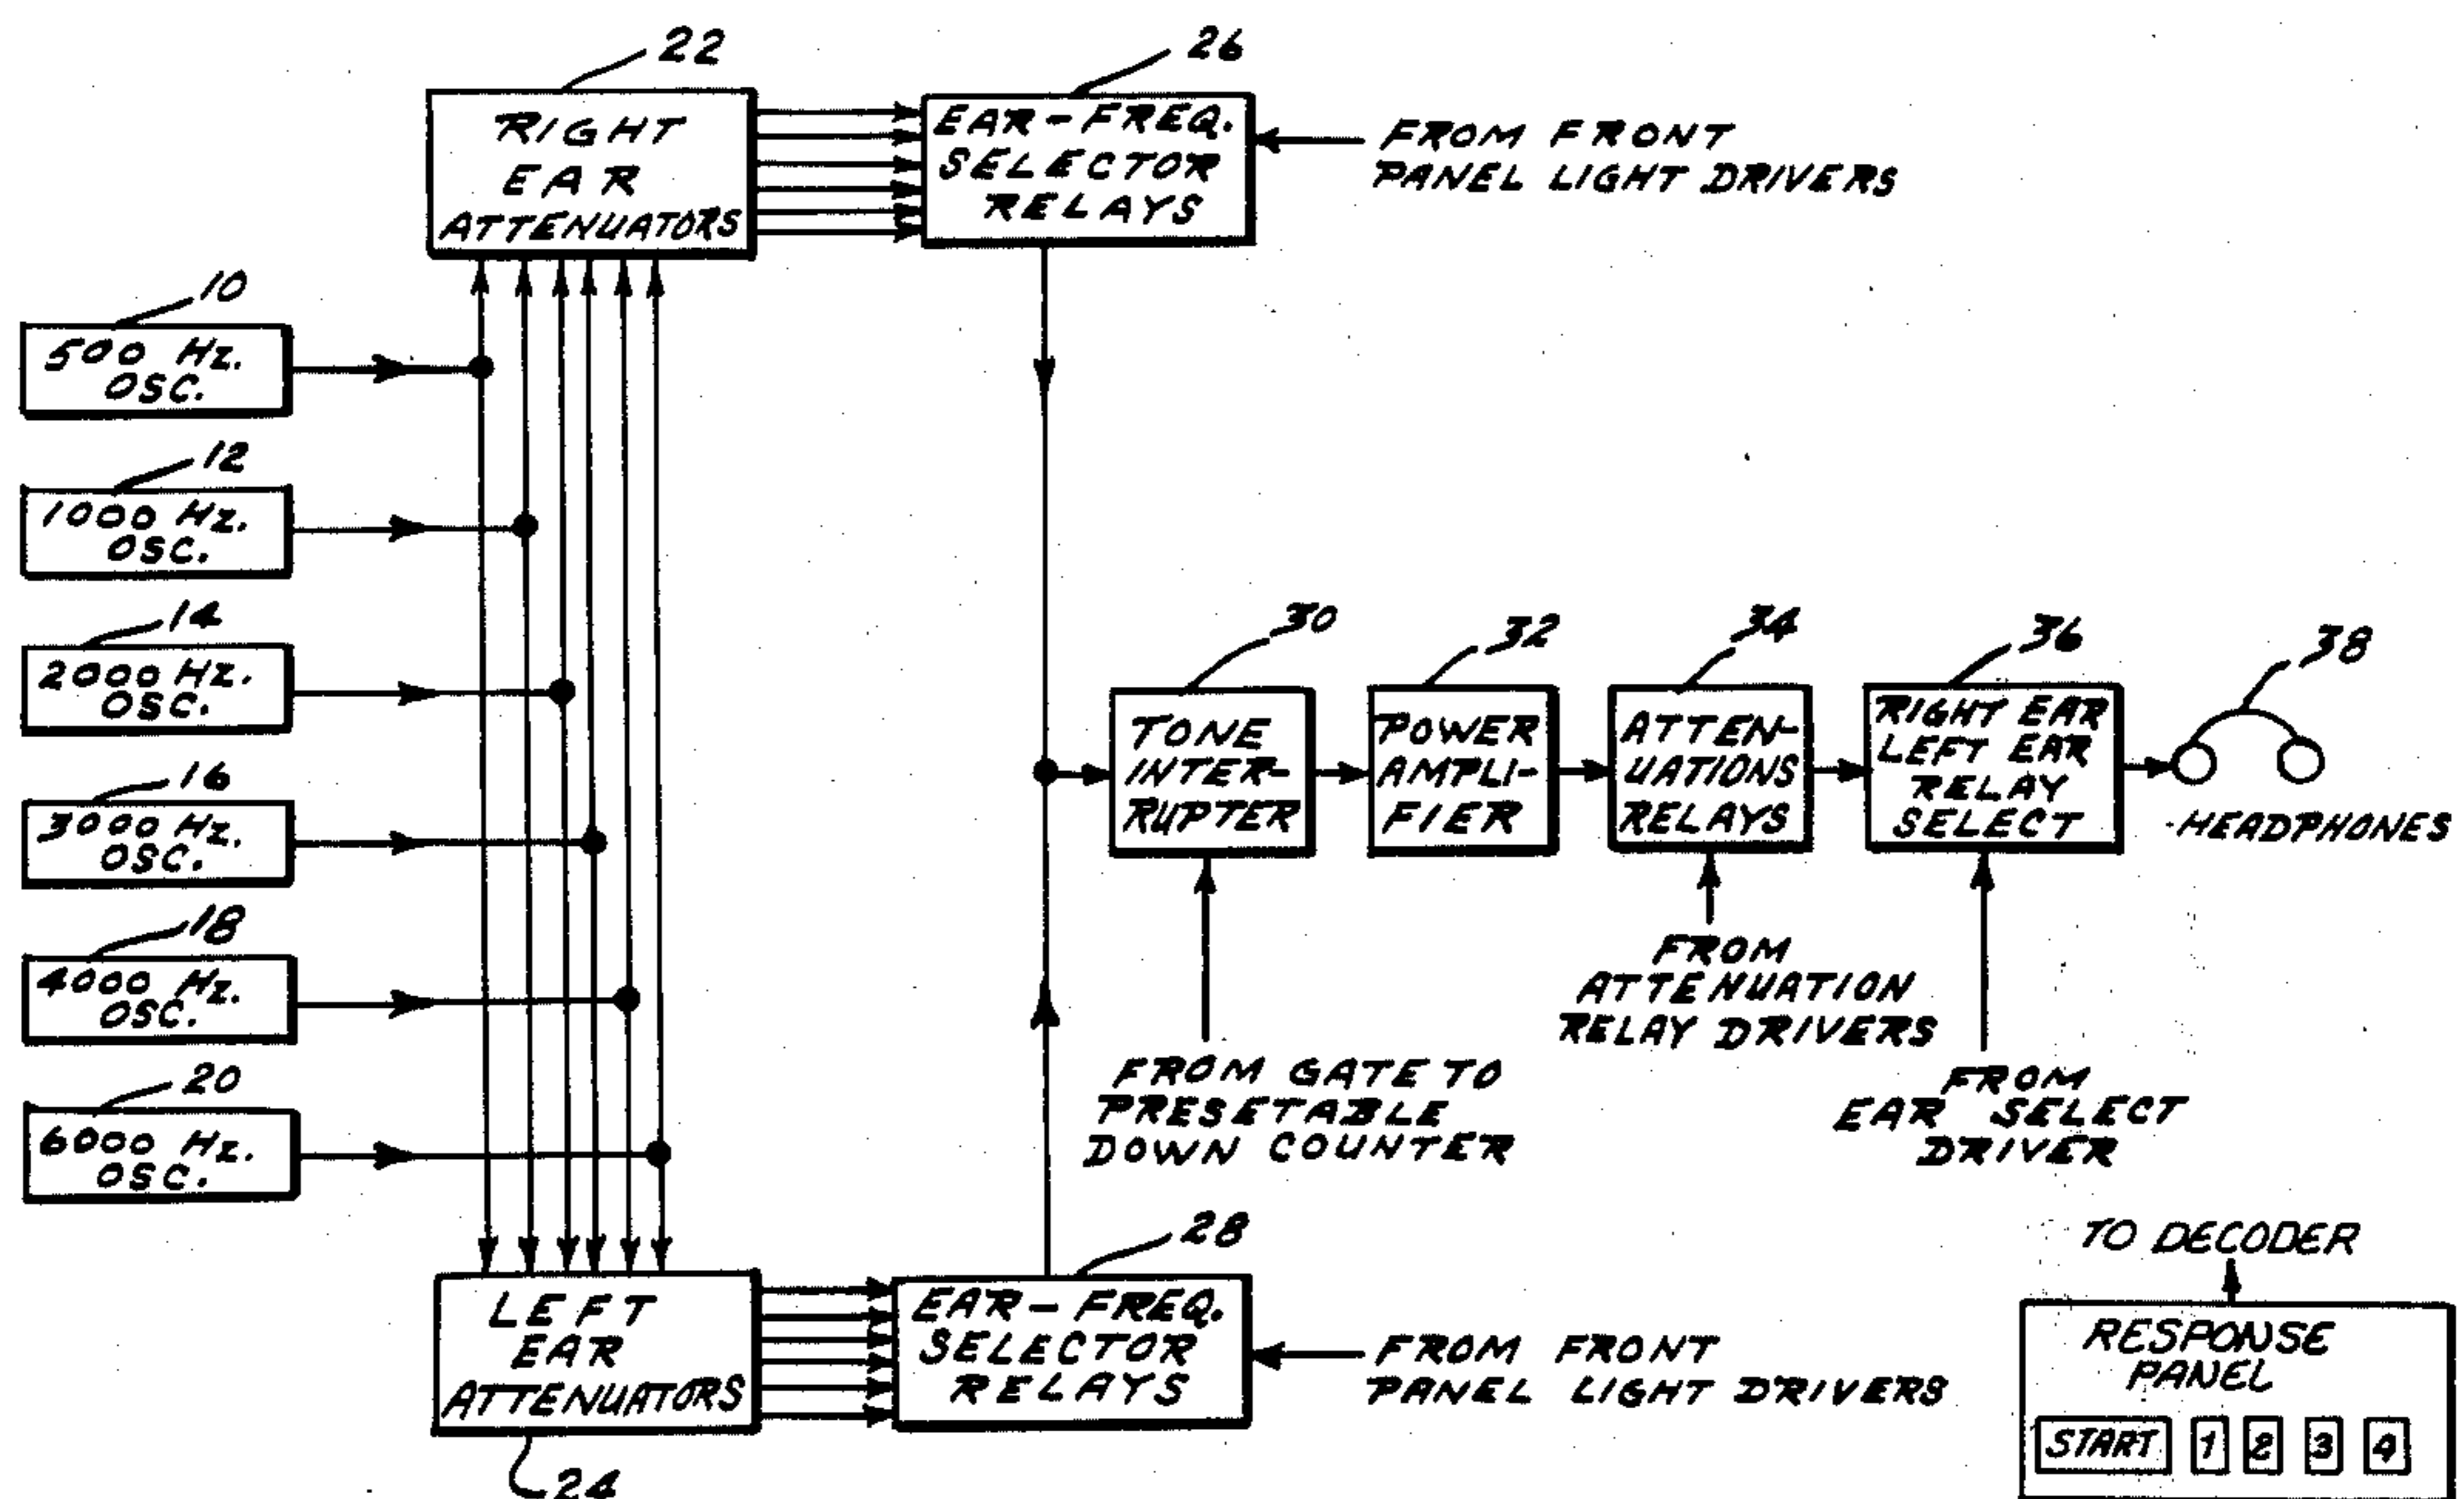 22
26
RIGHT
EAR
ATTENUATORS
EAR-FREQ.
SELECTOR
RELAYS
FROM FRONT
PANEL LIGHT DRIVERS
10
500 Hz.
OSC.
12
1000 Hz.
OSC.
14
2000 Hz.
OSC.
16
3000 Hz.
OSC.
18
4000 Hz.
OSC.
20
6000 Hz.
OSC.
30
TONE
INTER-
RUPTER
32
POWER
AMPLI-
FIER
34
ATTEN-
UATIONS
RELAYS
36
RIGHT EAR
LEFT EAR
RELAY
SELECT
38
HEADPHONES
FROM GATE TO
PRESETABLE
DOWN COUNTER
FROM
ATTENUATION
RELAY DRIVERS
FROM
EAR SELECT
DRIVER
LEFT
EAR
ATTENUATORS
24
28
EAR-FREQ.
SELECTOR
RELAYS
FROM FRONT
PANEL LIGHT DRIVERS
TO DECODER
RESPONSE
PANEL
START 1 2 3 4